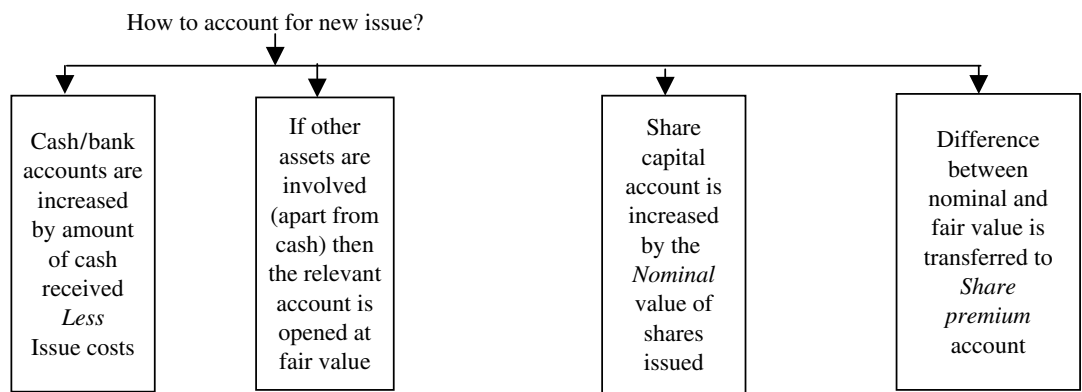 How to account for new issue?
Cash/bank
accounts are
increased
by amount
of cash
received
Less
Issue costs
If other
assets are
involved
(apart from
cash) then
the relevant
account is
opened at
fair value
Share
capital
account is
increased
by the
Nominal
value of
shares
issued
Difference
between
nominal and
fair value is
transferred to
Share
premium
account